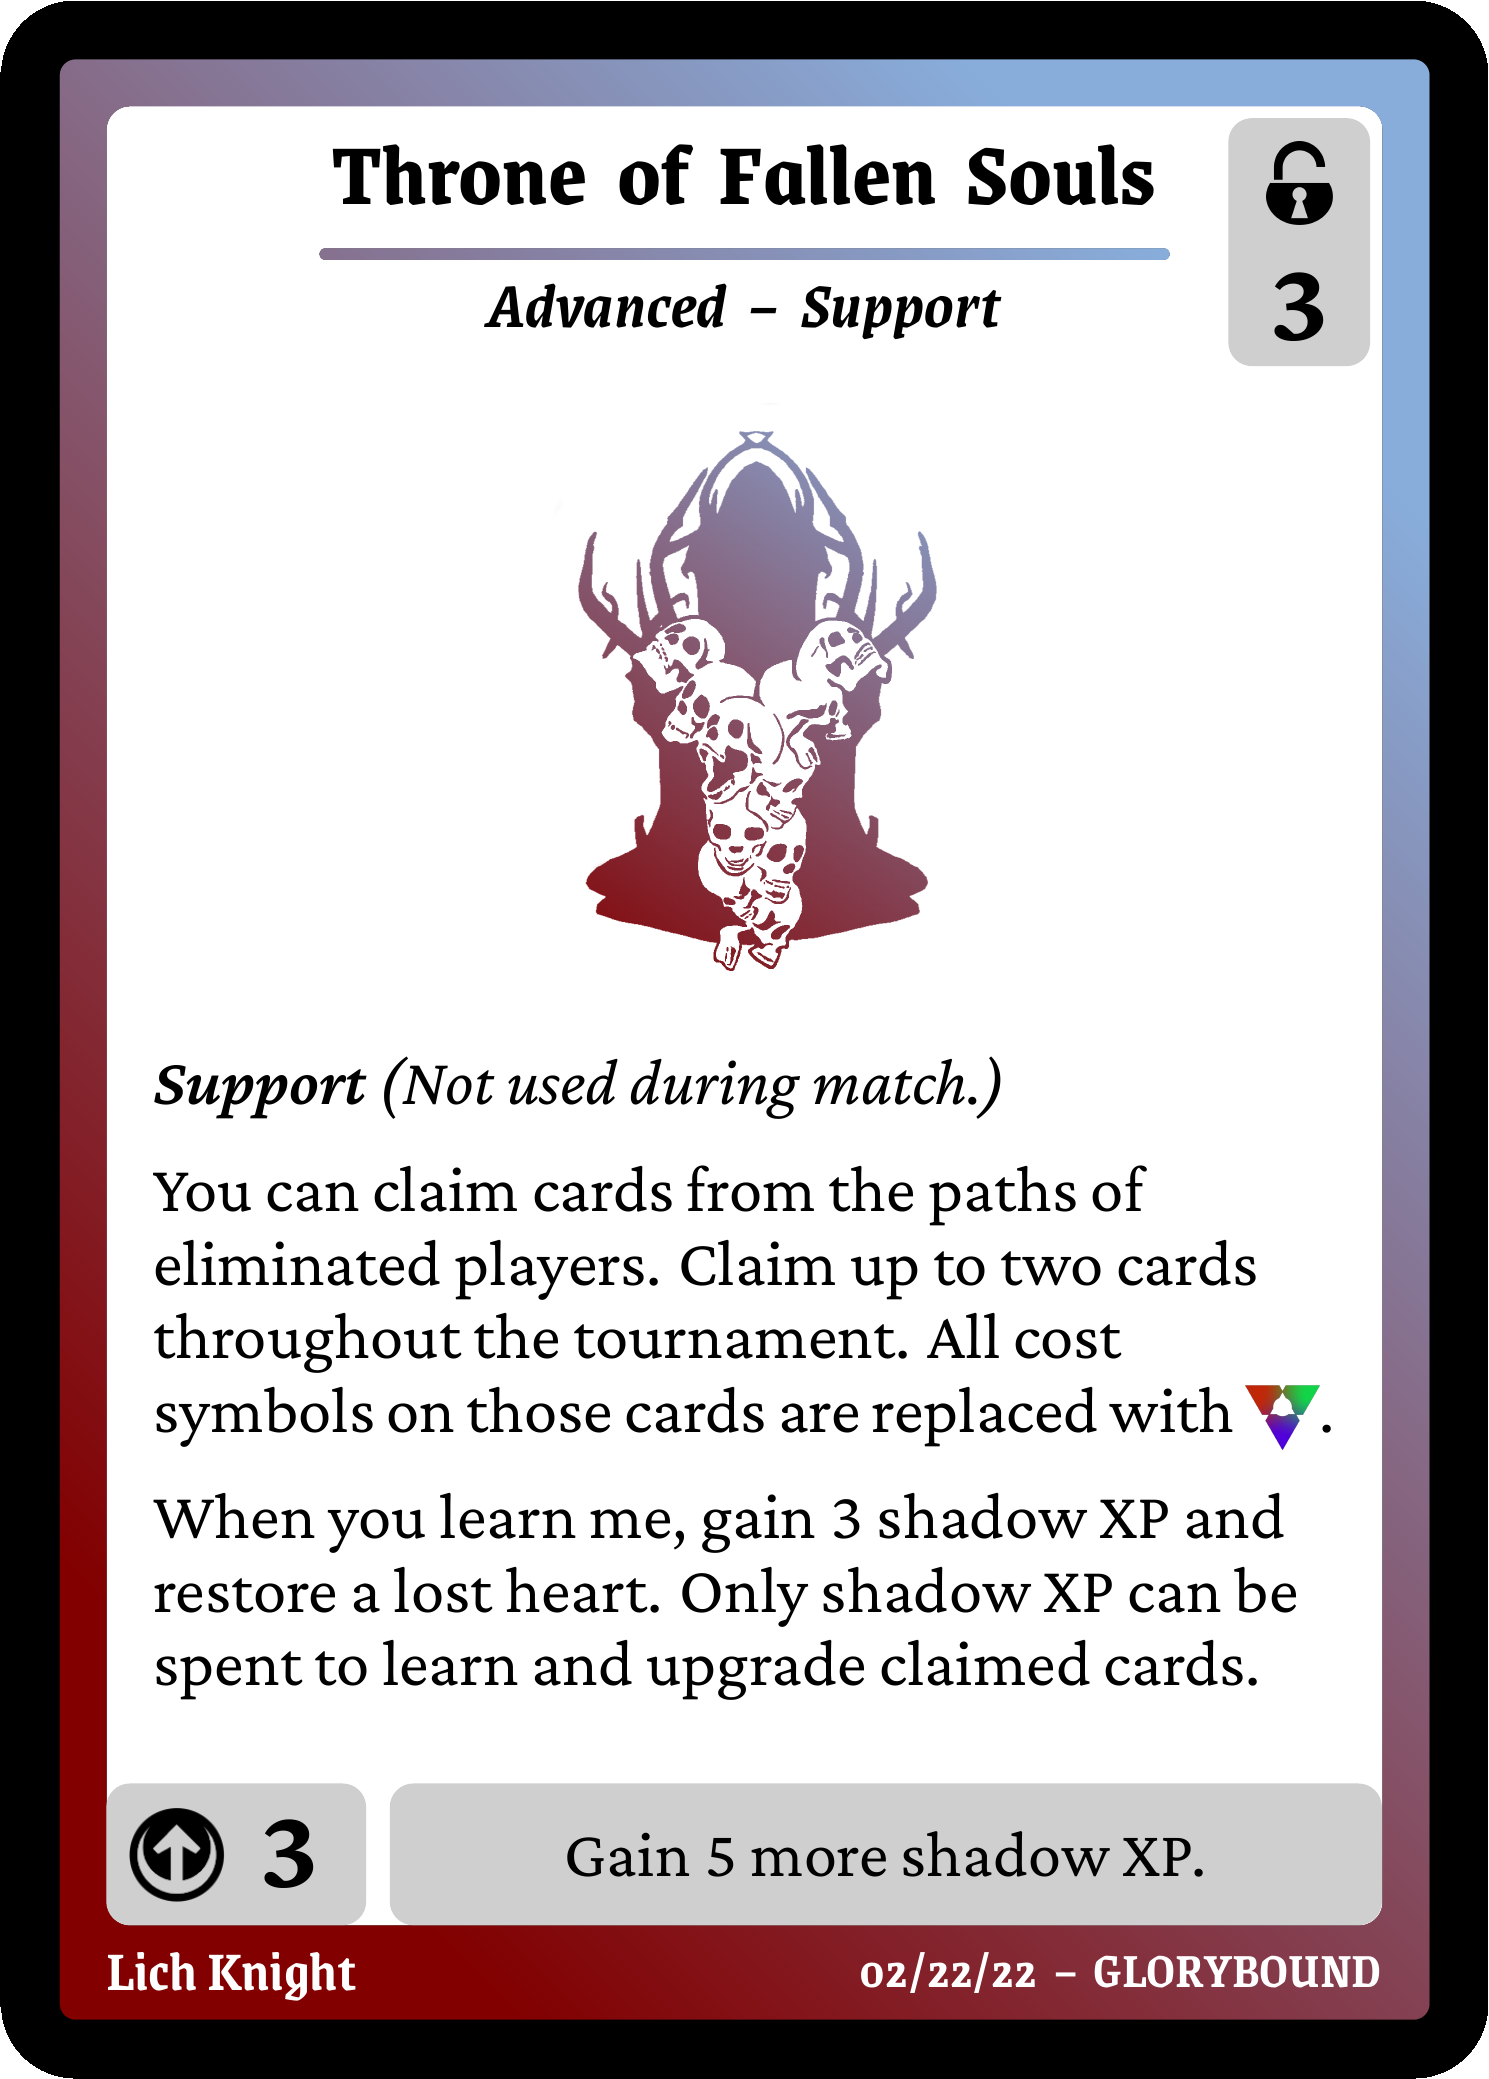 Throne of Fallen Souls
3
Advanced – Support
Support (Not used during match.)
You can claim cards from the paths of
eliminated players. Claim up to two cards
throughout the tournament. All cost
symbols on those cards are replaced with .
When you learn me, gain 3 shadow XP and
restore a lost heart. Only shadow XP can be
spent to learn and upgrade claimed cards.
3
Gain 5 more shadow XP.
Lich Knight
02/22/22 – GLORYBOUND